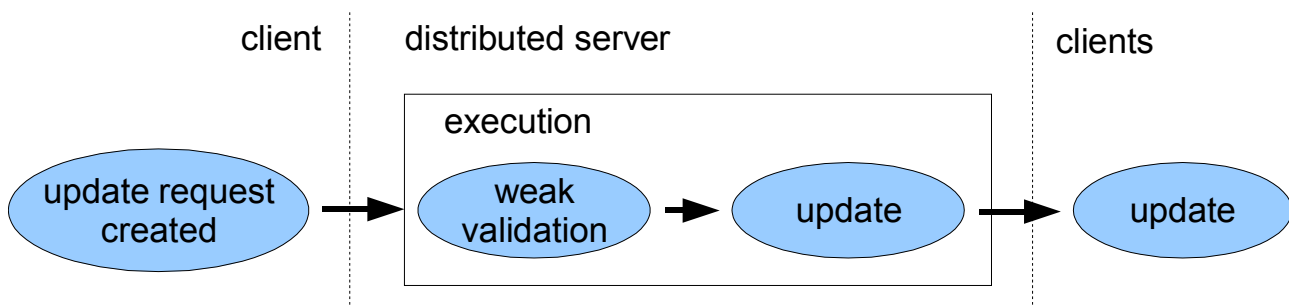 client
distributed server
clients
execution
update request
created
weak
validation
update
update